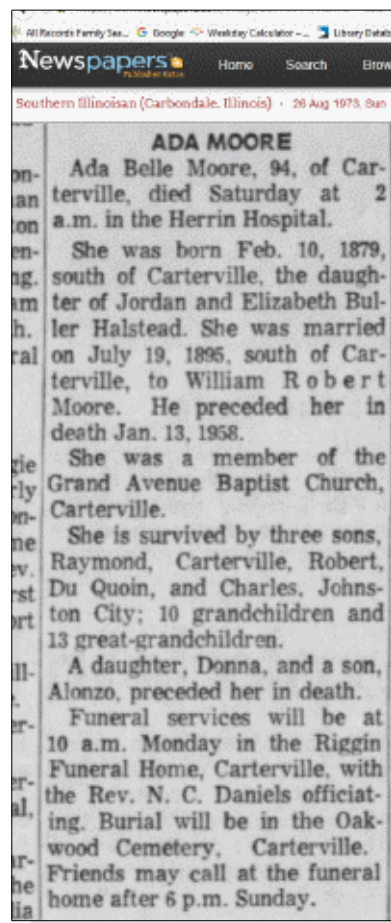 All Records Family Sea... Google Weekday Calculator – ... Library Datab
Newspapers
Home Search Brow
Southern Illinoisan (Carbondale, Illinois) · 26 Aug 1973, Sun
ADA MOORE
Ada Belle Moore, 94, of Car-
terville, died Saturday at 2
a.m. in the Herrin Hospital.
She was born Feb. 10, 1879,
south of Carterville, the daugh-
ter of Jordan and Elizabeth Bul-
ler Halstead. She was married
on July 19, 1895, south of Car-
terville, to William Robert
Moore. He preceded her in
death Jan. 13, 1958.
She was a member of the
Grand Avenue Baptist Church,
Carterville.
She is survived by three sons,
Raymond, Carterville, Robert,
Du Quoin, and Charles, Johns-
ton City; 10 grandchildren and
13 great-grandchildren.
A daughter, Donna, and a son,
Alonzo, preceded her in death.
Funeral services will be at
10 a.m. Monday in the Riggin
Funeral Home, Carterville, with
the Rev. N. C. Daniels officiat-
ing. Burial will be in the Oak-
wood Cemetery, Carterville.
Friends may call at the funeral
home after 6 p.m. Sunday.